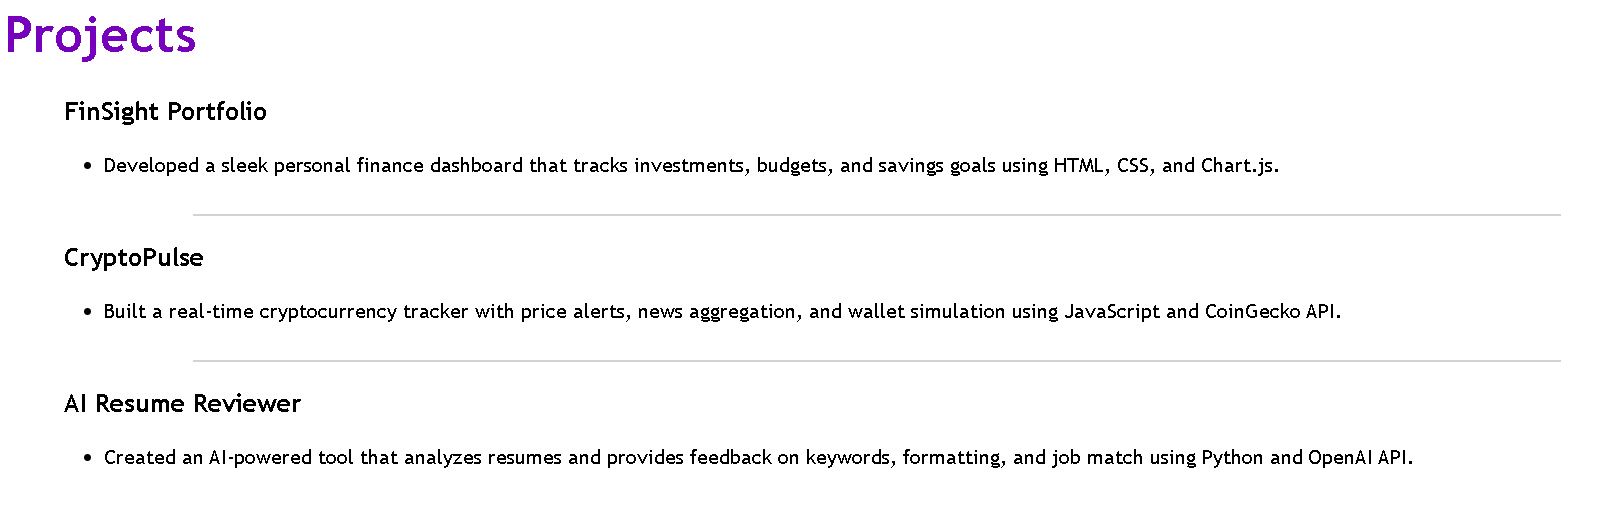 Projects
FinSight Portfolio
• Developed a sleek personal finance dashboard that tracks investments, budgets, and savings goals using HTML, CSS, and Chart.js.
CryptoPulse
• Built a real-time cryptocurrency tracker with price alerts, news aggregation, and wallet simulation using JavaScript and CoinGecko API.
AI Resume Reviewer
• Created an AI-powered tool that analyzes resumes and provides feedback on keywords, formatting, and job match using Python and OpenAI API.